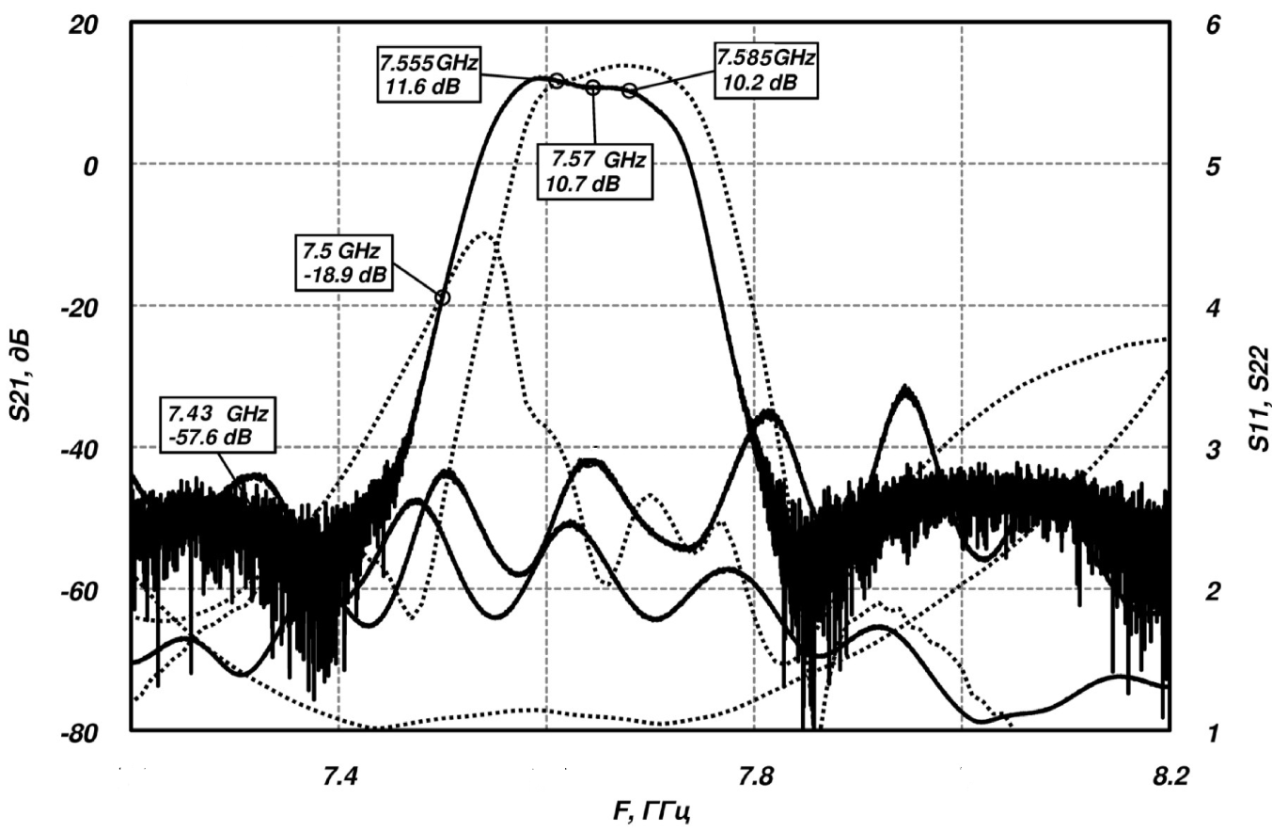 20
0
-20
-40
-60
-80
S21, дБ
7.555GHz
11.6 dB
7.585GHz
10.2 dB
7.57 GHz
10.7 dB
7.5 GHz
-18.9 dB
7.43 GHz
-57.6 dB
6
5
4
3
2
1
S11, S22
7.4
7.8
8.2
F, ГГц